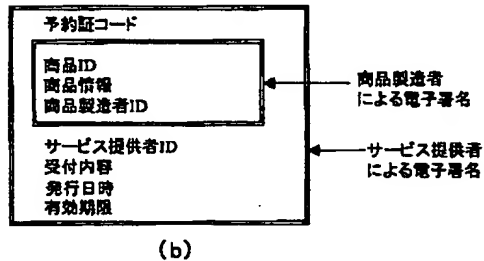 予約証コード
商品ID
商品情報
商品製造者ID
サービス提供者ID
受付内容
発行日時
有効期限
商品製造者
による電子署名
サービス提供者
による電子署名
(b)